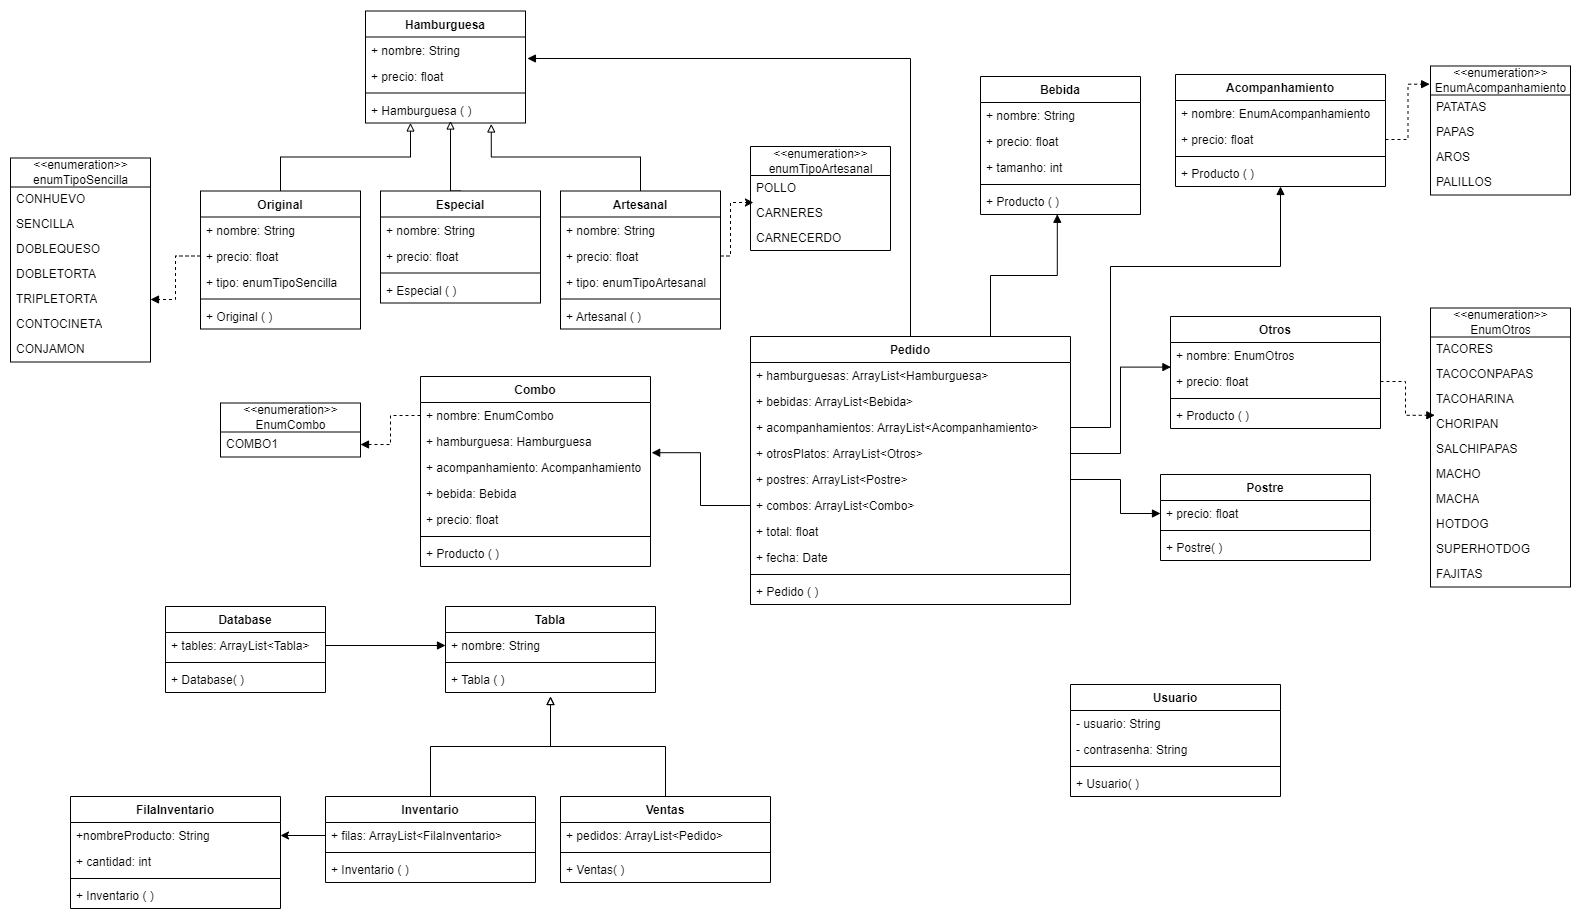 Hamburguesa
+ nombre: String
+ precio: float
+ Hamburguesa ( )
Bebida
+ nombre: String
+ precio: float
+ tamanho: int
+ Producto ( )
Acompanhamiento
+ nombre: EnumAcompanhamiento
+ precio: float
+ Producto ( )
<<enumeration>>
EnumAcompanhamiento
PATATAS
PAPAS
AROS
PALILLOS
<<enumeration>>
enumTipoSencilla
CONHUEVO
SENCILLA
DOBLEQUESO
DOBLETORTA
TRIPLETORTA
CONTOCINETA
CONJAMON
Original
+ nombre: String
+ precio: float
+ tipo: enumTipoSencilla
+ Original ( )
Especial
+ nombre: String
+ precio: float
+ Especial ( )
Artesanal
+ nombre: String
+ precio: float
+ tipo: enumTipoArtesanal
+ Artesanal ( )
<<enumeration>>
enumTipoArtesanal
POLLO
CARNERES
CARNECERDO
Pedido
+ hamburguesas: ArrayList<Hamburguesa>
+ bebidas: ArrayList<Bebida>
+ acompanhamientos: ArrayList<Acompanhamiento>
+ otrosPlatos: ArrayList<Otros>
+ postres: ArrayList<Postre>
+ combos: ArrayList<Combo>
+ total: float
+ fecha: Date
+ Pedido ( )
Otros
+ nombre: EnumOtros
+ precio: float
+ Producto ( )
<<enumeration>>
EnumOtros
TACORES
TACOCONPAPAS
TACOHARINA
CHORIPAN
SALCHIPAPAS
MACHO
MACHA
HOTDOG
SUPERHOTDOG
FAJITAS
<<enumeration>>
EnumCombo
COMBO1
Combo
+ nombre: EnumCombo
+ hamburguesa: Hamburguesa
+ acompanhamiento: Acompanhamiento
+ bebida: Bebida
+ precio: float
+ Producto ( )
Postre
+ precio: float
+ Postre( )
Database
+ tables: ArrayList<Tabla>
+ Database( )
Tabla
+ nombre: String
+ Tabla ( )
Usuario
- usuario: String
- contrasenha: String
+ Usuario( )
FilaInventario
+nombreProducto: String
+ cantidad: int
+ Inventario ( )
Inventario
+ filas: ArrayList<FilaInventario>
+ Inventario ( )
Ventas
+ pedidos: ArrayList<Pedido>
+ Ventas( )